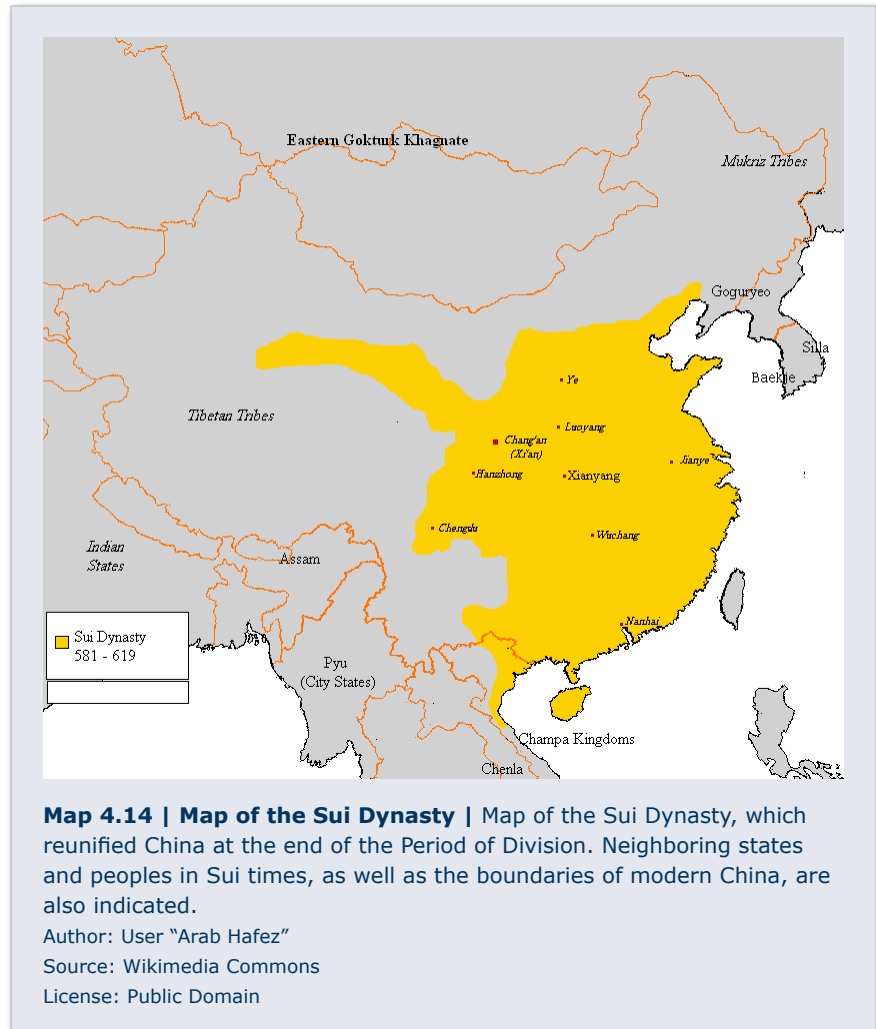 Eastern Gokturk Khagnate
Mukriz Tribes
Goguryeo
Silla
Baekje
Ye
Tibetan Tribes
Luoyang
Chang'an
(Xi'an)
Jianye
Hanzhong
Xianyang
Chengdu
Wuchang
Indian
States
Assam
Nanhai
Sui Dynasty
581 - 619
Pyu
(City States)
Champa Kingdoms
Chenla
Map 4.14 | Map of the Sui Dynasty | Map of the Sui Dynasty, which
reunified China at the end of the Period of Division. Neighboring states
and peoples in Sui times, as well as the boundaries of modern China, are
also indicated.
Author: User “Arab Hafez”
Source: Wikimedia Commons
License: Public Domain